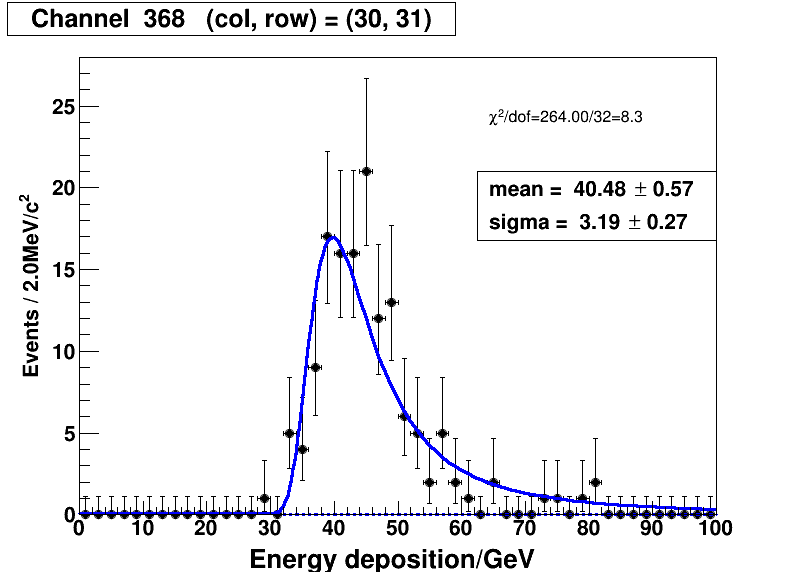 Channel 368 (col, row) = (30, 31)
χ²/dof=264.00/32=8.3
mean = 40.48 ± 0.57
sigma = 3.19 ± 0.27
Events / 2.0MeV/c²
25
20
15
10
5
0
0 10 20 30 40 50 60 70 80 90 100
Energy deposition/GeV